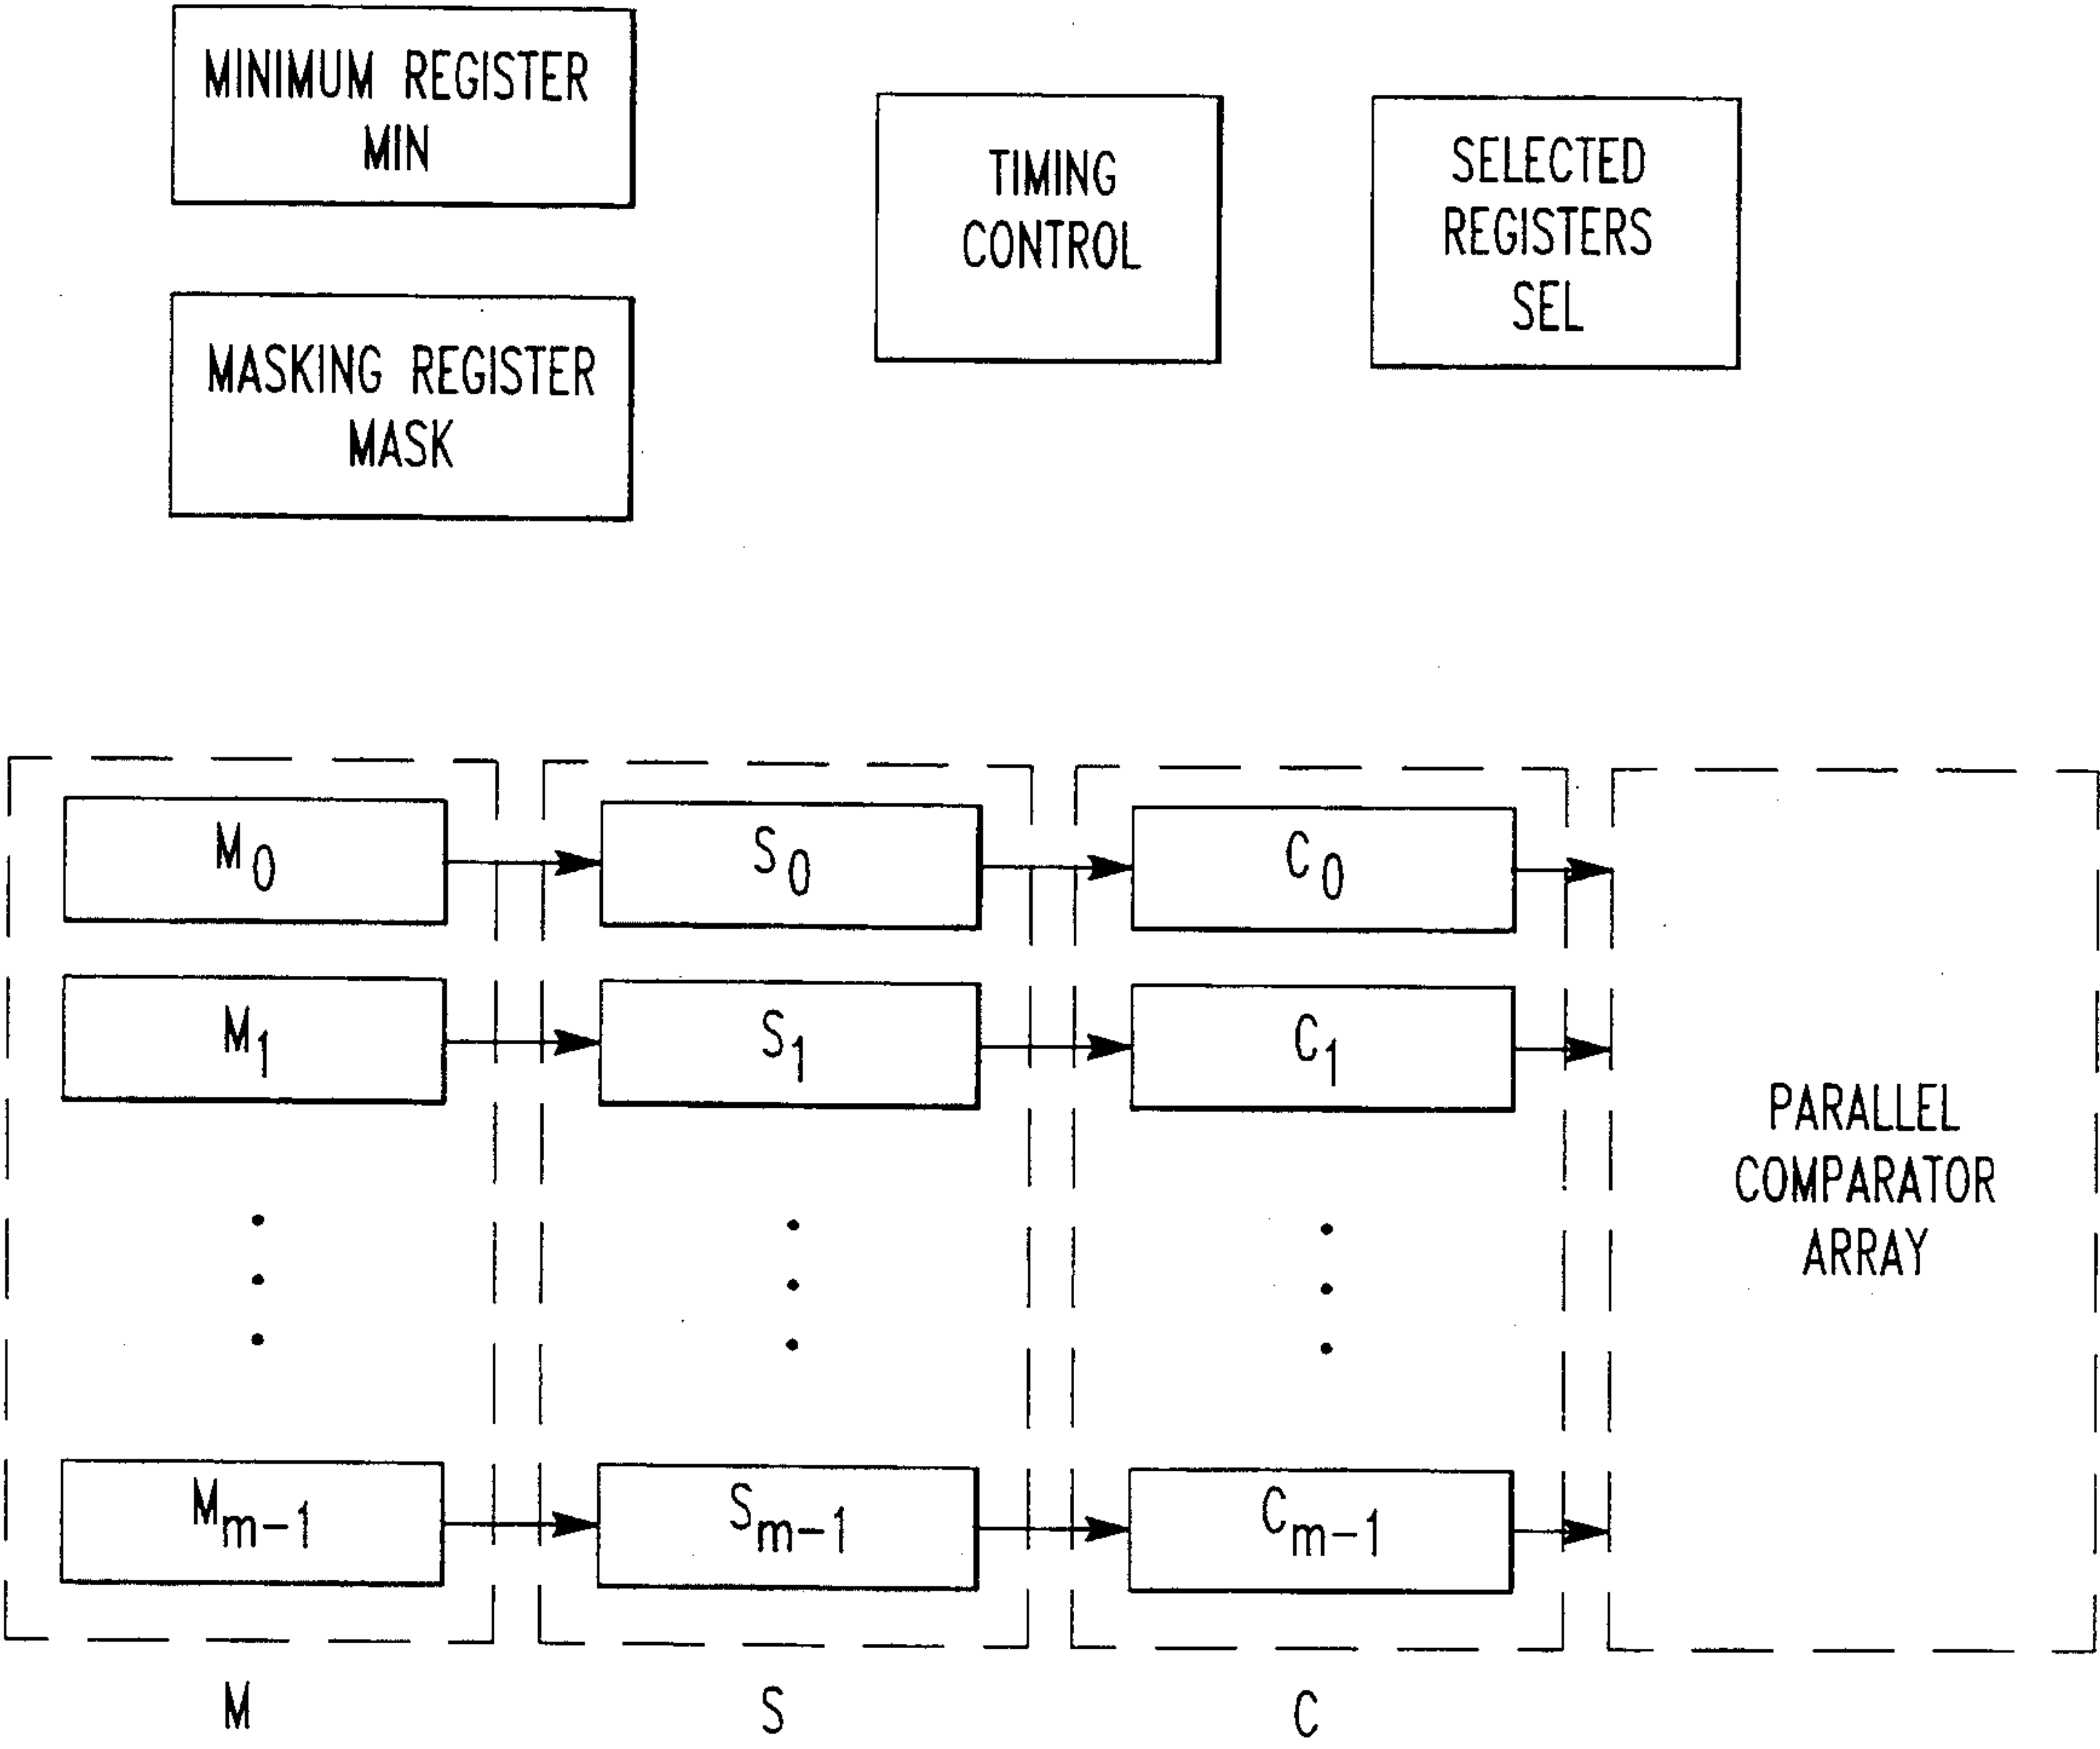 MINIMUM REGISTER
MIN
TIMING
CONTROL
SELECTED
REGISTERS
SEL
MASKING REGISTER
MASK
M0
S0
C0
M1
S1
C1
PARALLEL
COMPARATOR
ARRAY
Mm-1
Sm-1
Cm-1
M
S
C